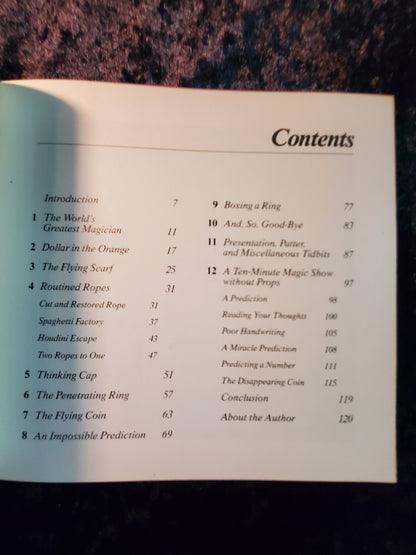 Contents
Introduction 7
1 The World's
Greatest Magician 11
2 Dollar in the Orange 17
3 The Flying Scarf 25
4 Routined Ropes 31
Cut and Restored Rope 31
Spaghetti Factory 37
Houdini Escape 43
Two Ropes to One 47
5 Thinking Cap 51
6 The Penetrating Ring 57
7 The Flying Coin 63
8 An Impossible Prediction 69
9 Boxing a Ring 77
10 And, So, Good-Bye 83
11 Presentation, Patter,
and Miscellaneous Tidbits 87
12 A Ten-Minute Magic Show
without Props 97
A Prediction 98
Reading Your Thoughts 100
Poor Handwriting 105
A Miracle Prediction 108
Predicting a Number 111
The Disappearing Coin 115
Conclusion 119
About the Author 120